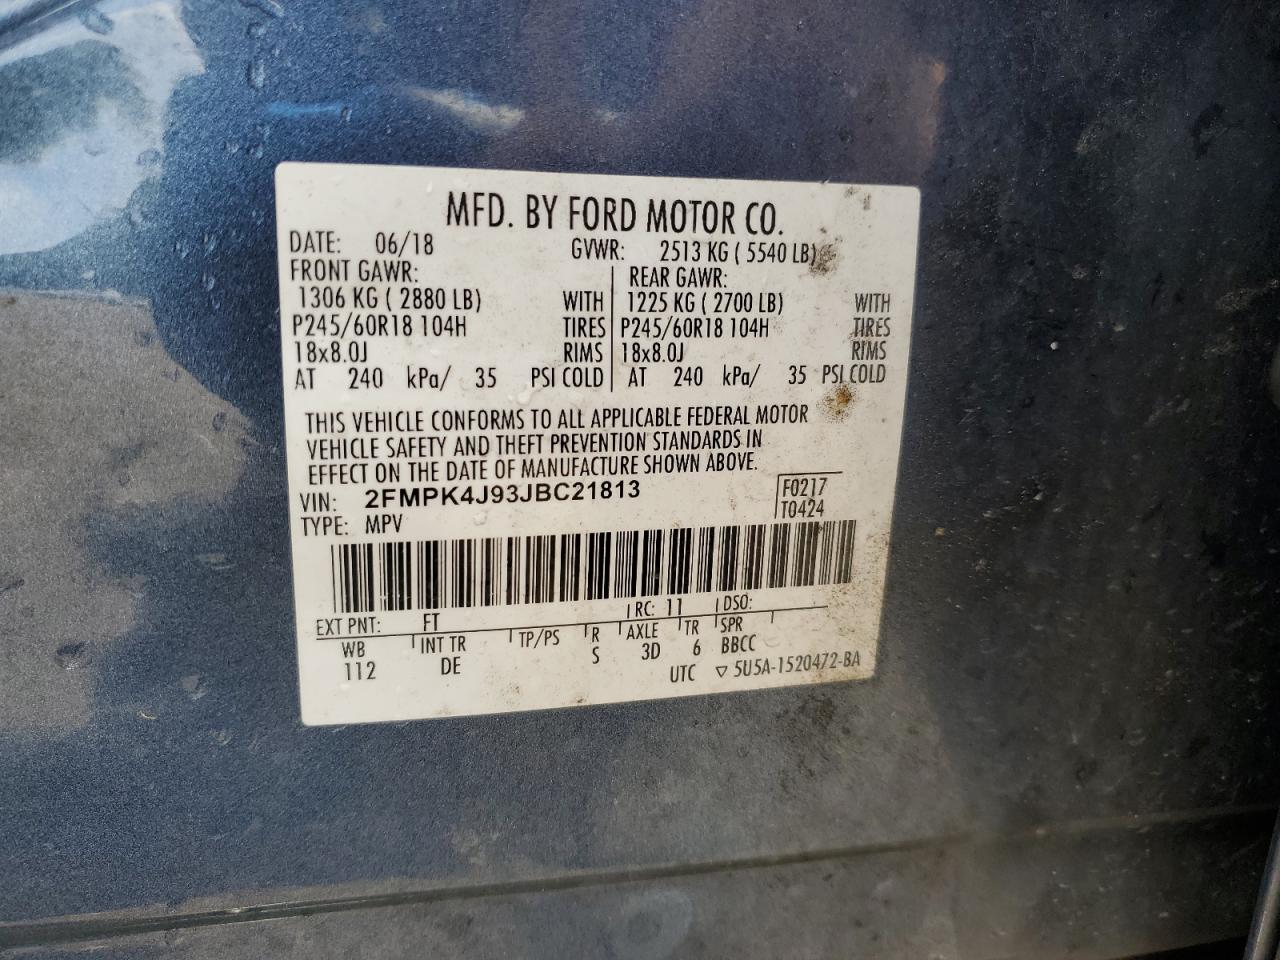 MFD. BY FORD MOTOR CO.
DATE: 06/18 GVWR: 2513 KG ( 5540 LB)
FRONT GAWR: REAR GAWR:
1306 KG ( 2880 LB) WITH 1225 KG ( 2700 LB) WITH
P245/60R18 104H TIRES P245/60R18 104H TIRES
18x8.0J RIMS 18x8.0J RIMS
AT 240 kPa/ 35 PSI COLD AT 240 kPa/ 35 PSI COLD
THIS VEHICLE CONFORMS TO ALL APPLICABLE FEDERAL MOTOR
VEHICLE SAFETY AND THEFT PREVENTION STANDARDS IN
EFFECT ON THE DATE OF MANUFACTURE SHOWN ABOVE.
VIN: 2FMPK4J93JBC21813 F0217
TYPE: MPV T0424
EXT PNT: FT RC: 11 DSO:
WB INT TR TP/PS R AXLE TR SPR
112 DE S 3D 6 BBCC
UTC ▽ 5U5A-1520472-BA